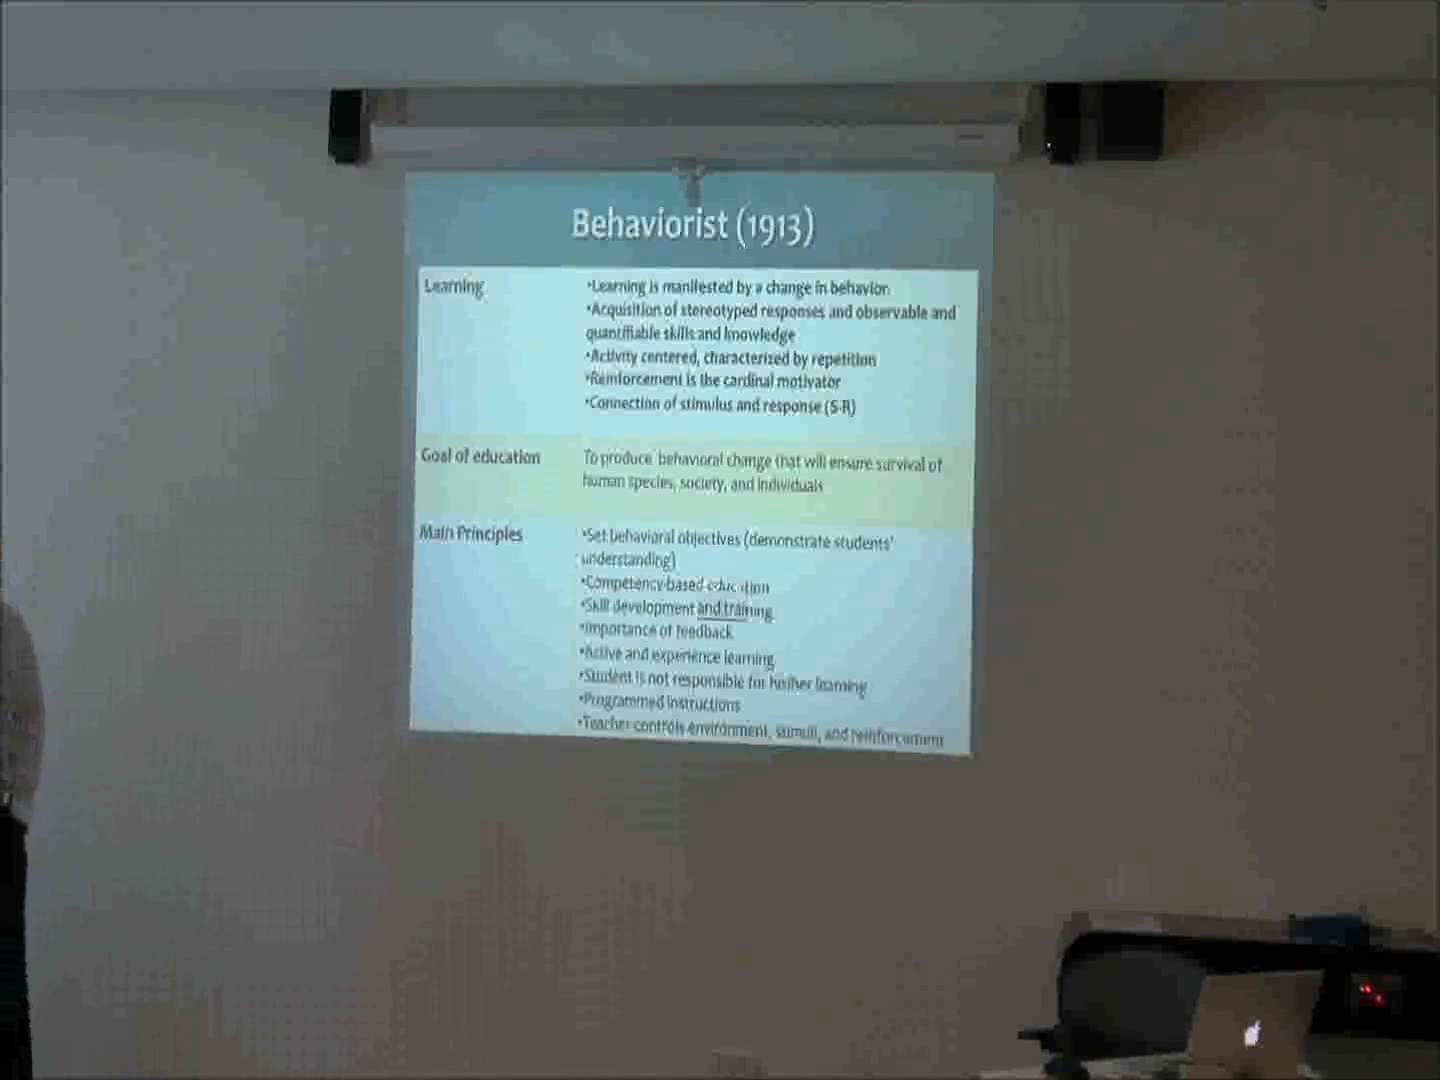 Behaviorist (1913)
Learning
•Learning is manifested by a change in behavior
•Acquisition of stereotyped responses and observable and
quantifiable skills and knowledge
•Activity centered, characterized by repetition
•Reinforcement is the cardinal motivator
•Connection of stimulus and response (S-R)
Goal of education
To produce behavioral change that will ensure survival of
human species, society, and individuals
Main Principles
•Set behavioral objectives (demonstrate students'
understanding)
•Competency-based education
•Skill development and training
•Importance of feedback
•Active and experience learning
•Student is not responsible for his/her learning
•Programmed instructions
•Teacher controls environment, stimuli, and reinforcement